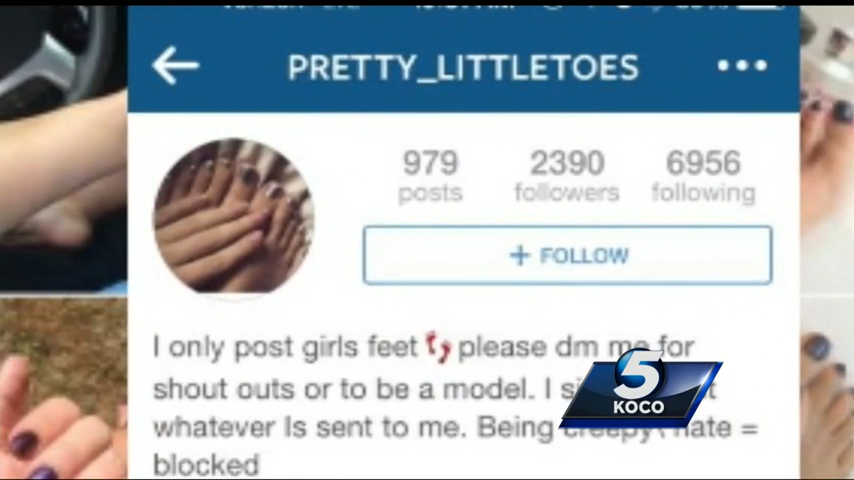 PRETTY_LITTLETOES
979 2390 6956
posts followers following
+ FOLLOW
I only post girls feet 👣 please dm me for
shout outs or to be a model. I
whatever Is sent to me. Being creepy\ hate =
blocked
5
KOCO